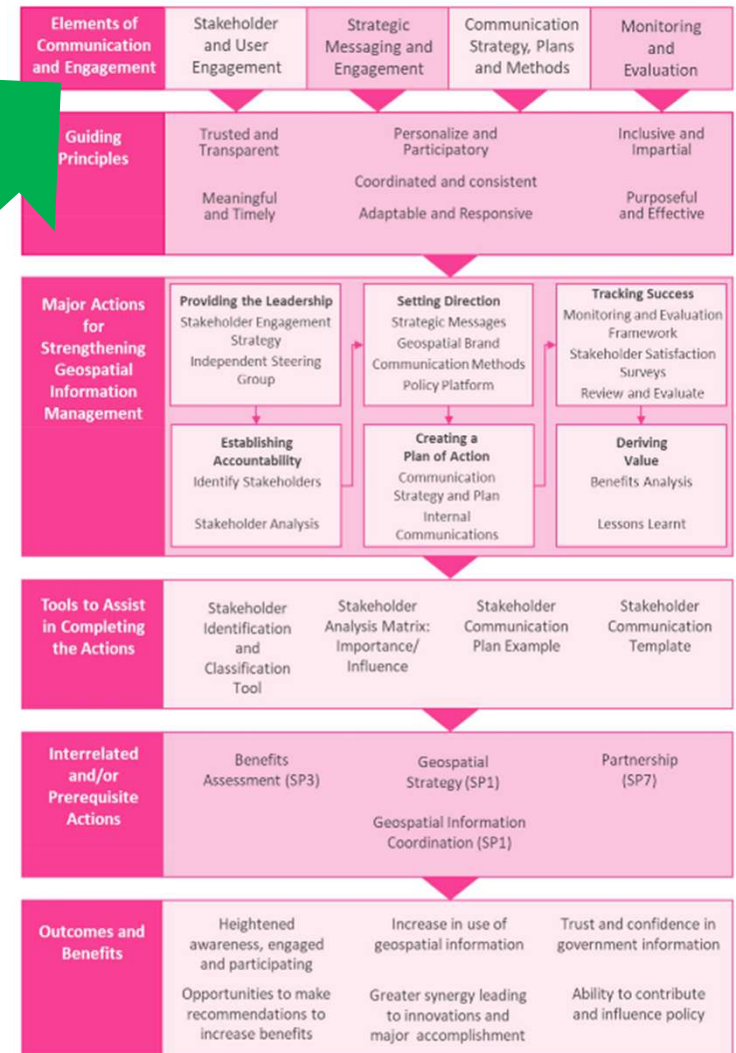 Elements of
Communication
and Engagement
Stakeholder
and User
Engagement
Strategic
Messaging and
Engagement
Communication
Strategy, Plans
and Methods
Monitoring
and
Evaluation
Guiding
Principles
Trusted and
Transparent
Meaningful
and Timely
Personalize and
Participatory
Coordinated and consistent
Adaptable and Responsive
Inclusive and
Impartial
Purposeful
and Effective
Major Actions
for
Strengthening
Geospatial
Information
Management
Providing the Leadership
Stakeholder Engagement
Strategy
Independent Steering
Group
Establishing
Accountability
Identify Stakeholders
Stakeholder Analysis
Setting Direction
Strategic Messages
Geospatial Brand
Communication Methods
Policy Platform
Creating a
Plan of Action
Communication
Strategy and Plan
Internal
Communications
Tracking Success
Monitoring and Evaluation
Framework
Stakeholder Satisfaction
Surveys
Review and Evaluate
Deriving
Value
Benefits Analysis
Lessons Learnt
Tools to Assist
in Completing
the Actions
Stakeholder
Identification
and
Classification
Tool
Stakeholder
Analysis Matrix:
Importance/
Influence
Stakeholder
Communication
Plan Example
Stakeholder
Communication
Template
Interrelated
and/or
Prerequisite
Actions
Benefits
Assessment (SP3)
Geospatial
Strategy (SP1)
Geospatial Information
Coordination (SP1)
Partnership
(SP7)
Outcomes and
Benefits
Heightened
awareness, engaged
and participating
Opportunities to make
recommendations to
increase benefits
Increase in use of
geospatial information
Greater synergy leading
to innovations and
major accomplishment
Trust and confidence in
government information
Ability to contribute
and influence policy